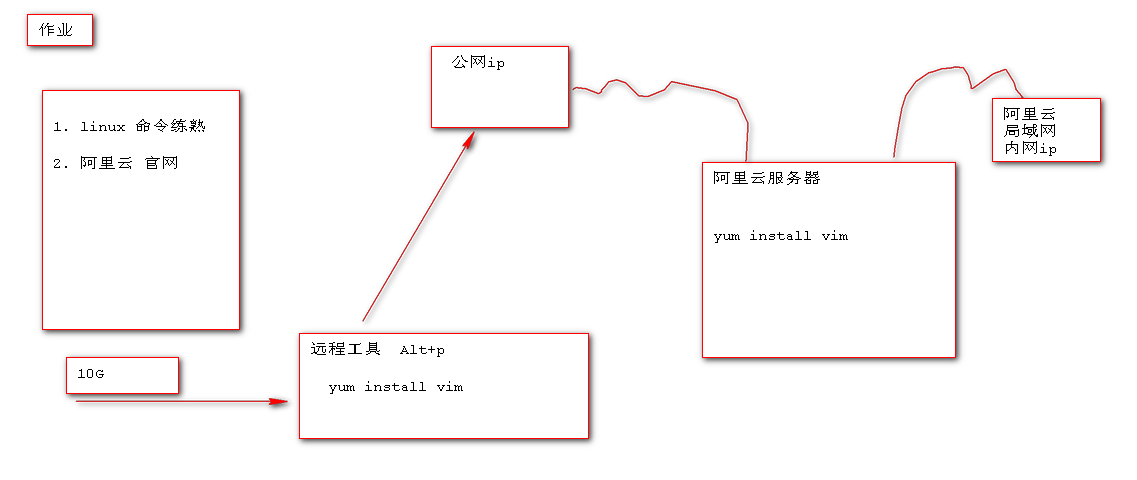 作业
1. linux 命令练熟
2. 阿里云 官网
10G
远程工具  Alt+p
yum install vim
公网ip
阿里云服务器
yum install vim
阿里云
局域网
内网ip